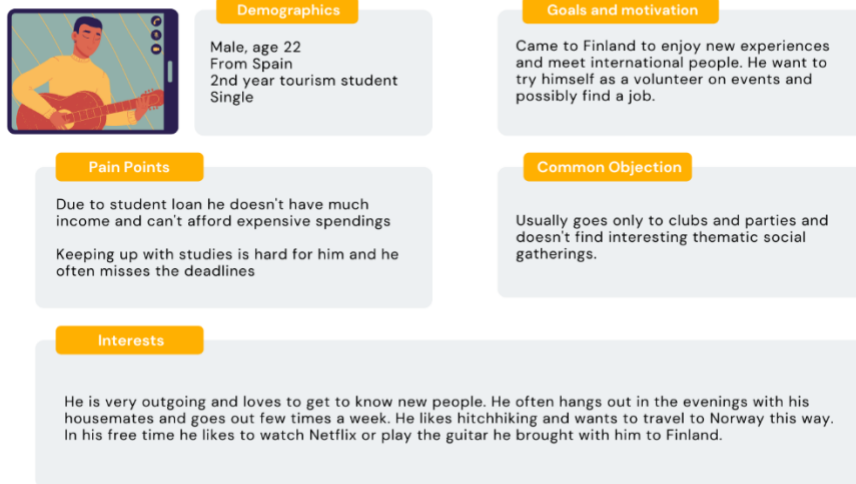 Demographics
Male, age 22
From Spain
2nd year tourism student
Single
Goals and motivation
Came to Finland to enjoy new experiences
and meet international people. He want to
try himself as a volunteer on events and
possibly find a job.
Pain Points
Due to student loan he doesn't have much
income and can't afford expensive spendings
Keeping up with studies is hard for him and he
often misses the deadlines
Common Objection
Usually goes only to clubs and parties and
doesn't find interesting thematic social
gatherings.
Interests
He is very outgoing and loves to get to know new people. He often hangs out in the evenings with his
housemates and goes out few times a week. He likes hitchhiking and wants to travel to Norway this way.
In his free time he likes to watch Netflix or play the guitar he brought with him to Finland.